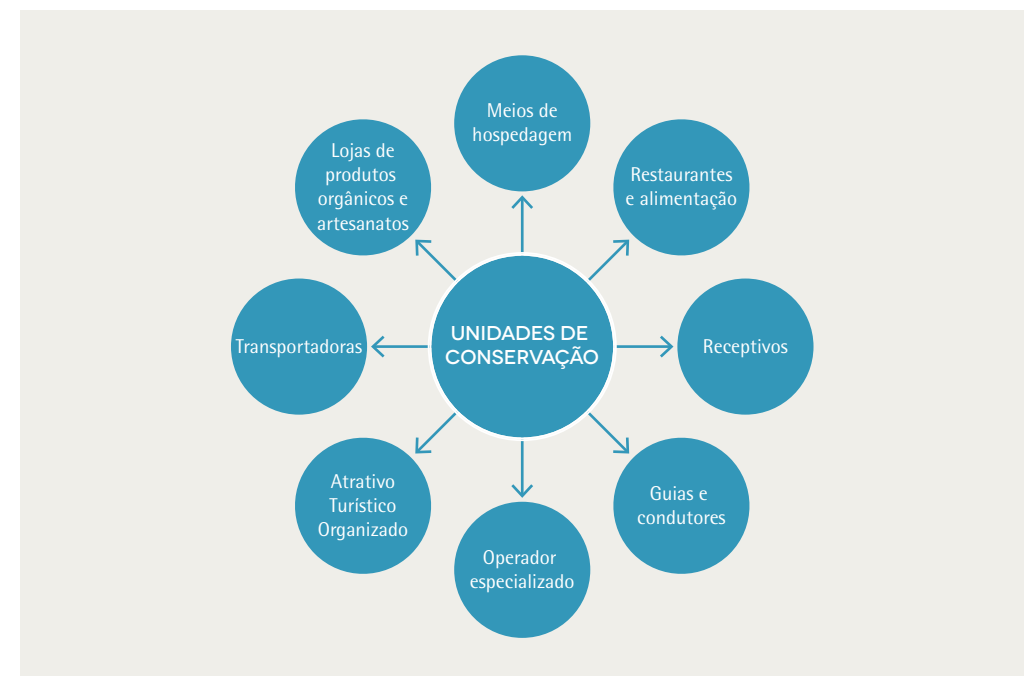 Meios de
hospedagem
Lojas de
produtos
orgânicos e
artesanatos
Restaurantes
e alimentação
UNIDADES DE
CONSERVAÇÃO
Transportadoras
Receptivos
Atrativo
Turístico
Organizado
Guias e
condutores
Operador
especializado